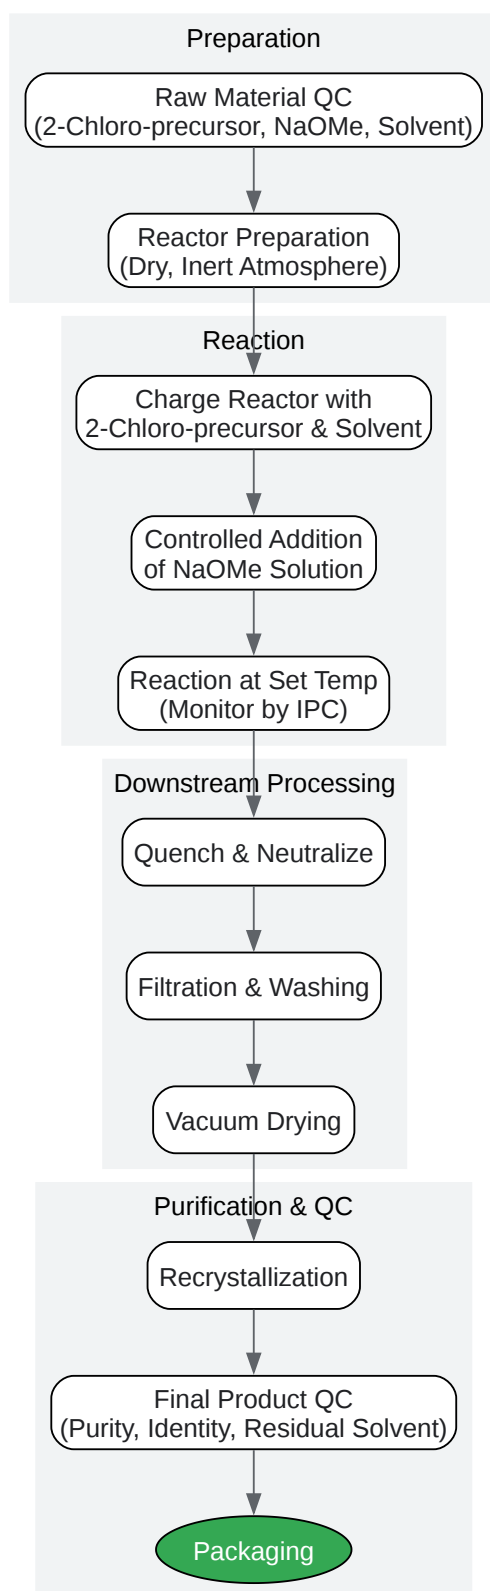 Preparation
Raw Material QC
(2-Chloro-precursor, NaOMe, Solvent)
Reactor Preparation
(Dry, Inert Atmosphere)
Reaction
Charge Reactor with
2-Chloro-precursor & Solvent
Controlled Addition
of NaOMe Solution
Reaction at Set Temp
(Monitor by IPC)
Downstream Processing
Quench & Neutralize
Filtration & Washing
Vacuum Drying
Purification & QC
Recrystallization
Final Product QC
(Purity, Identity, Residual Solvent)
Packaging